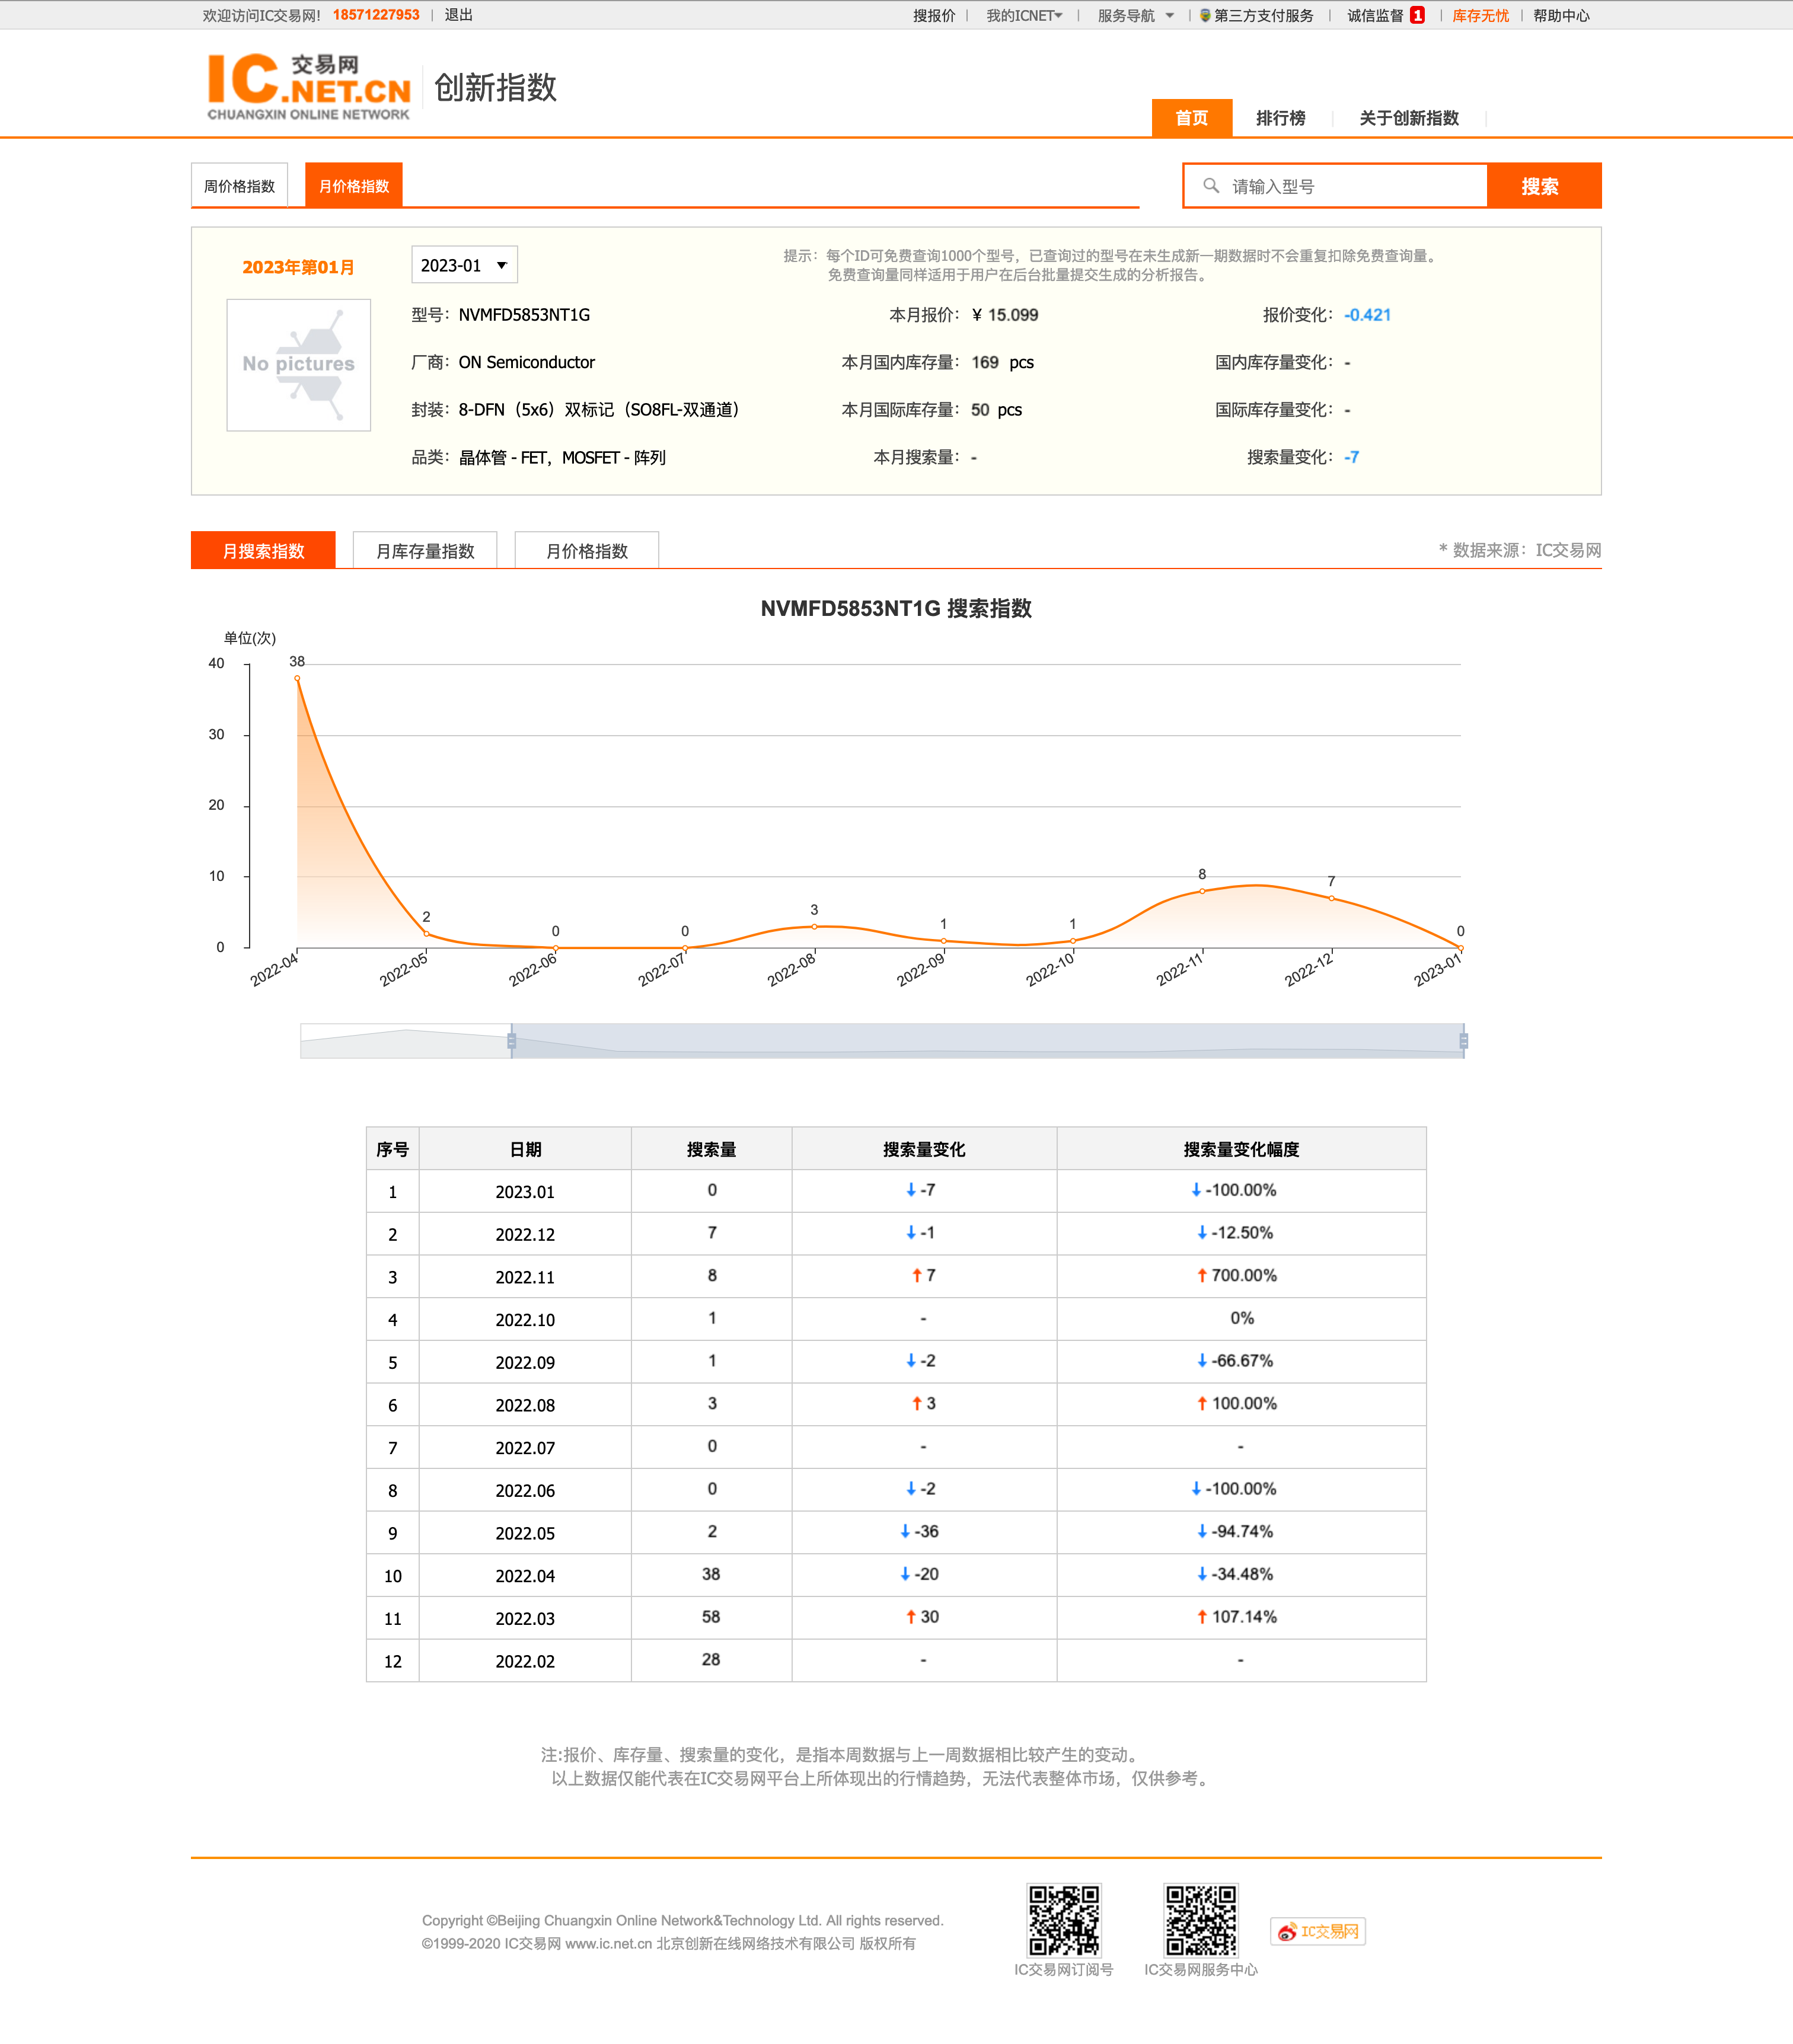 欢迎访问IC交易网! 18571227953 | 退出 搜报价 | 我的ICNET | 服务导航 | 第三方支付服务 | 诚信监督 1 | 库存无忧 | 帮助中心
IC交易网.NET.CN 创新指数
CHUANGXIN ONLINE NETWORK
首页 排行榜 关于创新指数
周价格指数 月价格指数 请输入型号 搜索
2023年第01月 2023-01
提示：每个ID可免费查询1000个型号，已查询过的型号在未生成新一期数据时不会重复扣除免费查询量。
免费查询量同样适用于用户在后台批量提交生成的分析报告。
No pictures
型号：NVMFD5853NT1G 本月报价：¥ 15.099 报价变化：-0.421
厂商：ON Semiconductor 本月国内库存量：169 pcs 国内库存量变化：-
封装：8-DFN（5x6）双标记（SO8FL-双通道） 本月国际库存量：50 pcs 国际库存量变化：-
品类：晶体管 - FET，MOSFET - 阵列 本月搜索量：- 搜索量变化：-7
月搜索指数 月库存量指数 月价格指数 * 数据来源：IC交易网
NVMFD5853NT1G 搜索指数
单位(次)
40
30
20
10
0
38 2 0 0 3 1 1 8 7 0
2022-04 2022-05 2022-06 2022-07 2022-08 2022-09 2022-10 2022-11 2022-12 2023-01
序号 日期 搜索量 搜索量变化 搜索量变化幅度
1 2023.01 0 ↓ -7 ↓ -100.00%
2 2022.12 7 ↓ -1 ↓ -12.50%
3 2022.11 8 ↑ 7 ↑ 700.00%
4 2022.10 1 - 0%
5 2022.09 1 ↓ -2 ↓ -66.67%
6 2022.08 3 ↑ 3 ↑ 100.00%
7 2022.07 0 - -
8 2022.06 0 ↓ -2 ↓ -100.00%
9 2022.05 2 ↓ -36 ↓ -94.74%
10 2022.04 38 ↓ -20 ↓ -34.48%
11 2022.03 58 ↑ 30 ↑ 107.14%
12 2022.02 28 - -
注:报价、库存量、搜索量的变化，是指本周数据与上一周数据相比较产生的变动。
以上数据仅能代表在IC交易网平台上所体现出的行情趋势，无法代表整体市场，仅供参考。
Copyright ©Beijing Chuangxin Online Network&Technology Ltd. All rights reserved.
©1999-2020 IC交易网 www.ic.net.cn 北京创新在线网络技术有限公司 版权所有
IC交易网订阅号 IC交易网服务中心 IC交易网